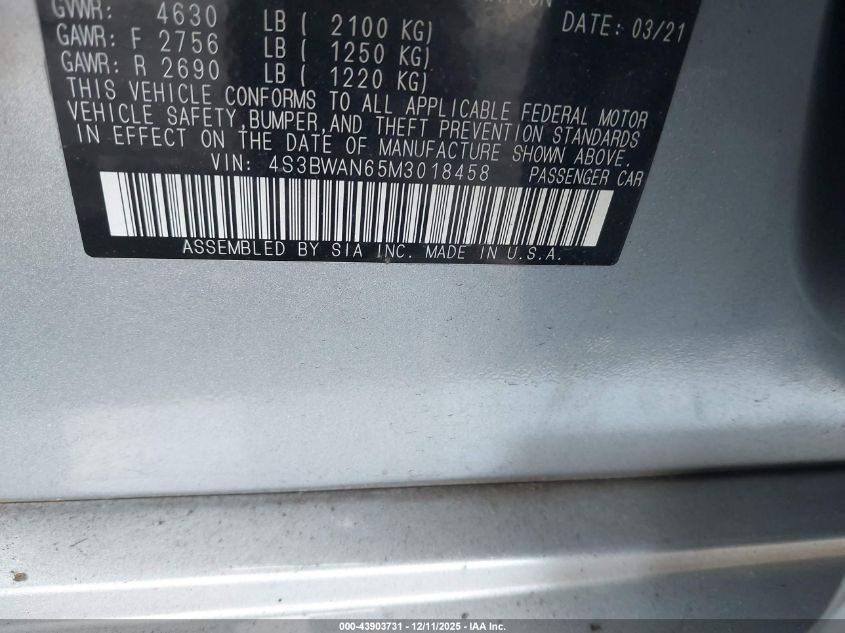 GVWR: 4630 LB ( 2100 KG) DATE: 03/21
GAWR: F 2756 LB ( 1250 KG)
GAWR: R 2690 LB ( 1220 KG)
THIS VEHICLE CONFORMS TO ALL APPLICABLE FEDERAL MOTOR
VEHICLE SAFETY, BUMPER, AND THEFT PREVENTION STANDARDS
IN EFFECT ON THE DATE OF MANUFACTURE SHOWN ABOVE.
VIN: 4S3BWAN65M3018458 PASSENGER CAR
ASSEMBLED BY SIA INC. MADE IN U.S.A.
000-43903731 - 12/11/2025 - IAA Inc.